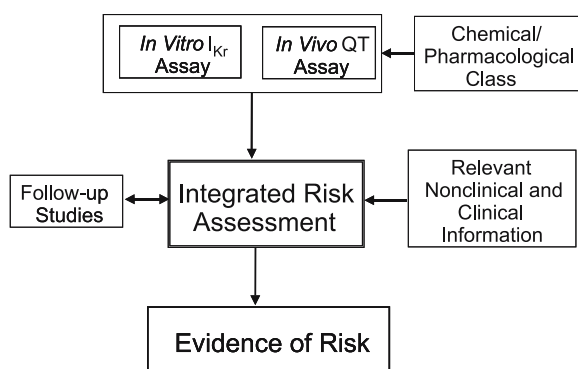 In Vitro IKr
Assay
In Vivo QT
Assay
Chemical/
Pharmacological
Class
Follow-up
Studies
Integrated Risk
Assessment
Relevant
Nonclinical and
Clinical
Information
Evidence of Risk